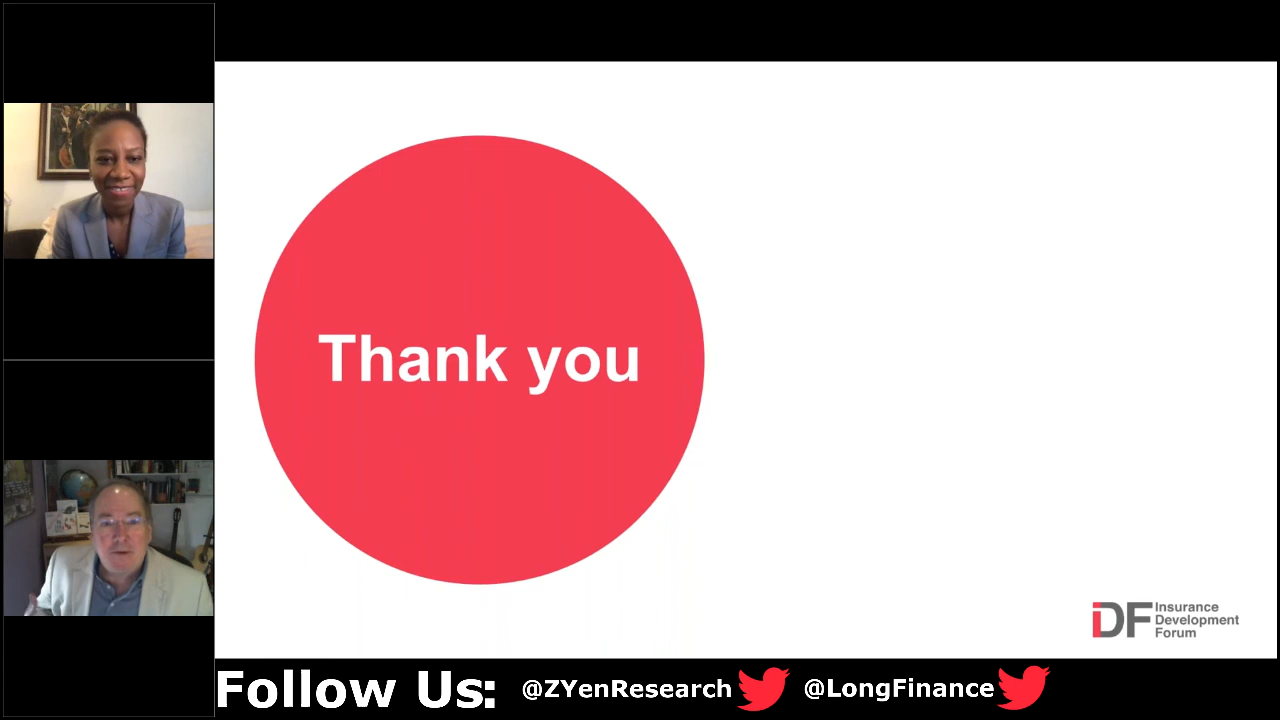 Thank you
iDF Insurance
Development
Forum
Follow Us: @ZYenResearch @LongFinance